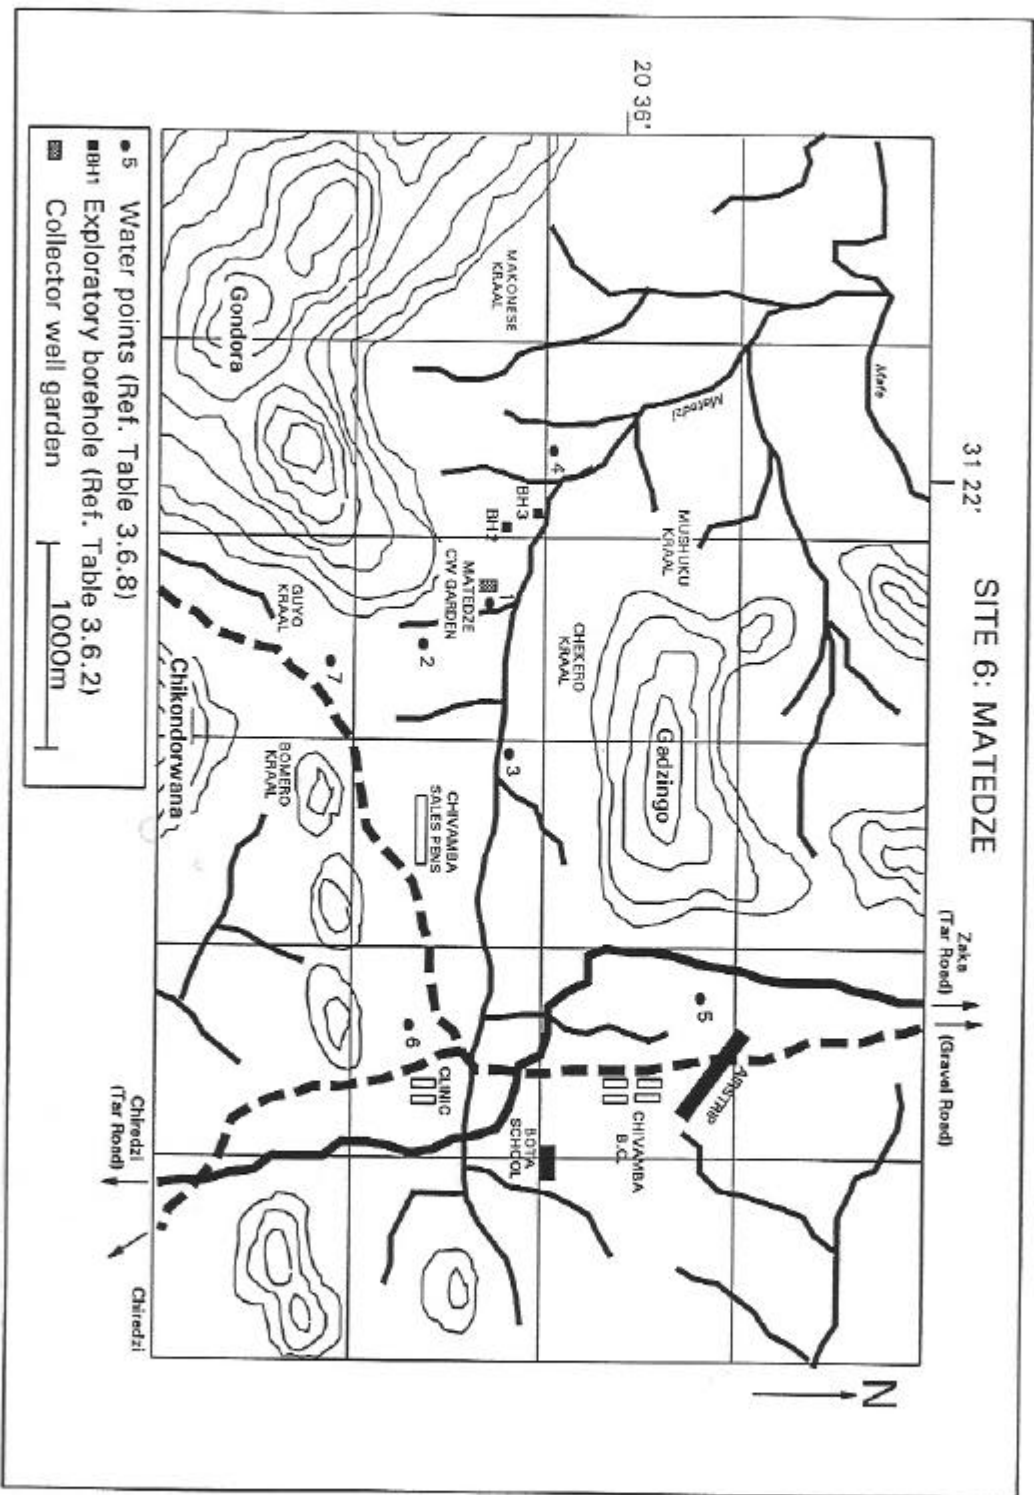 SITE 6: MATEDZE
31 22'
Zaka
(Tar Road)
(Gravel Road)
20 36'
Mafe
Matedzi
MUSHUKU
KRAAL
Gadzingo
AIRSTRIP
5
CHIVAMBA
B.C.
MAKONESE
KRAAL
4
BH3
BH2
CHEKERO
KRAAL
3
BOTA
SCHOOL
MATEDZE
CW GARDEN
1
2
CHIVAMBA
SALES PENS
6
CLINIC
Gondora
GUYO
KRAAL
7
BOMERO
KRAAL
Chikondorwana
Chiredzi
(Tar Road)
Chiredzi
N
5 Water points (Ref. Table 3.6.8)
BH1 Exploratory borehole (Ref. Table 3.6.2)
Collector well garden
1000m